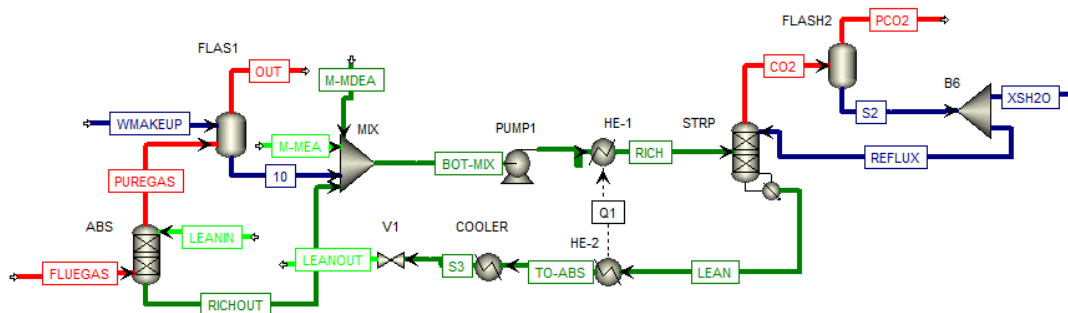 FLASH2
PCO2
FLAS1
OUT
M-MDEA
CO2
B6
XSH2O
S2
WMAKEUP
MIX
PUMP1
HE-1
STRP
M-MEA
BOT-MIX
RICH
REFLUX
PUREGAS
10
Q1
ABS
LEANIN
V1
COOLER
HE-2
LEANOUT
S3
TO-ABS
LEAN
FLUEGAS
RICHOUT